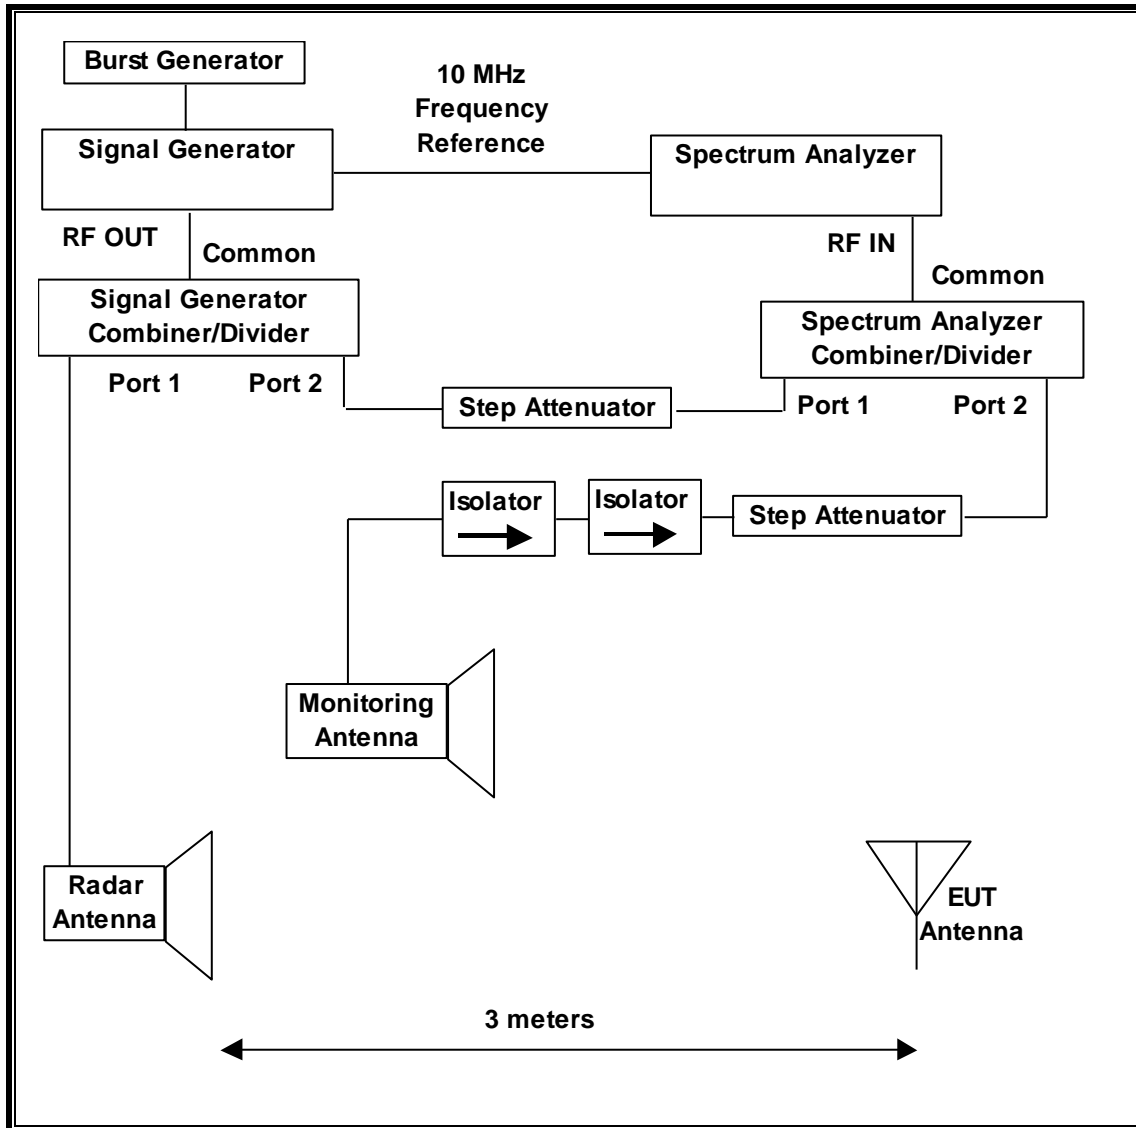 Burst Generator
10 MHz
Frequency
Reference
Signal Generator
Spectrum Analyzer
RF OUT
Common
RF IN
Common
Signal Generator
Combiner/Divider
Spectrum Analyzer
Combiner/Divider
Port 1
Port 2
Step Attenuator
Port 1
Port 2
Isolator
Isolator
Step Attenuator
Monitoring
Antenna
Radar
Antenna
EUT
Antenna
3 meters